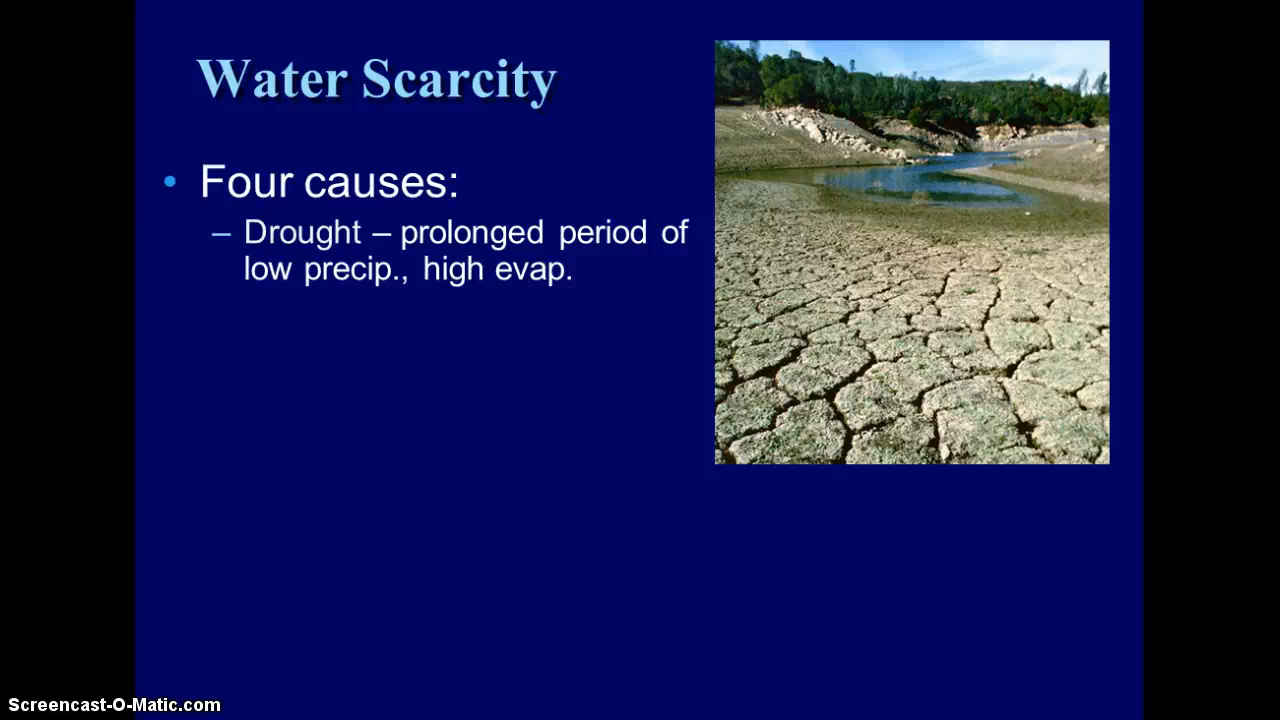 Water Scarcity
• Four causes:
– Drought – prolonged period of
low precip., high evap.
Screencast-O-Matic.com